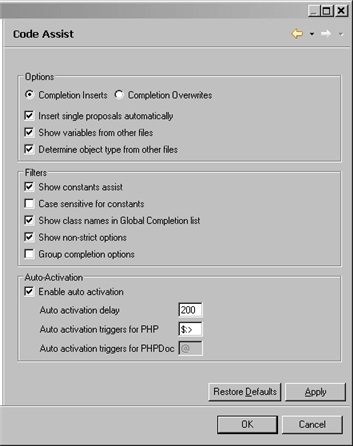 Code Assist
Options
Completion Inserts Completion Overwrites
Insert single proposals automatically
Show variables from other files
Determine object type from other files
Filters
Show constants assist
Case sensitive for constants
Show class names in Global Completion list
Show non-strict options
Group completion options
Auto-Activation
Enable auto activation
Auto activation delay 200
Auto activation triggers for PHP $:>
Auto activation triggers for PHPDoc @
Restore Defaults Apply
OK Cancel